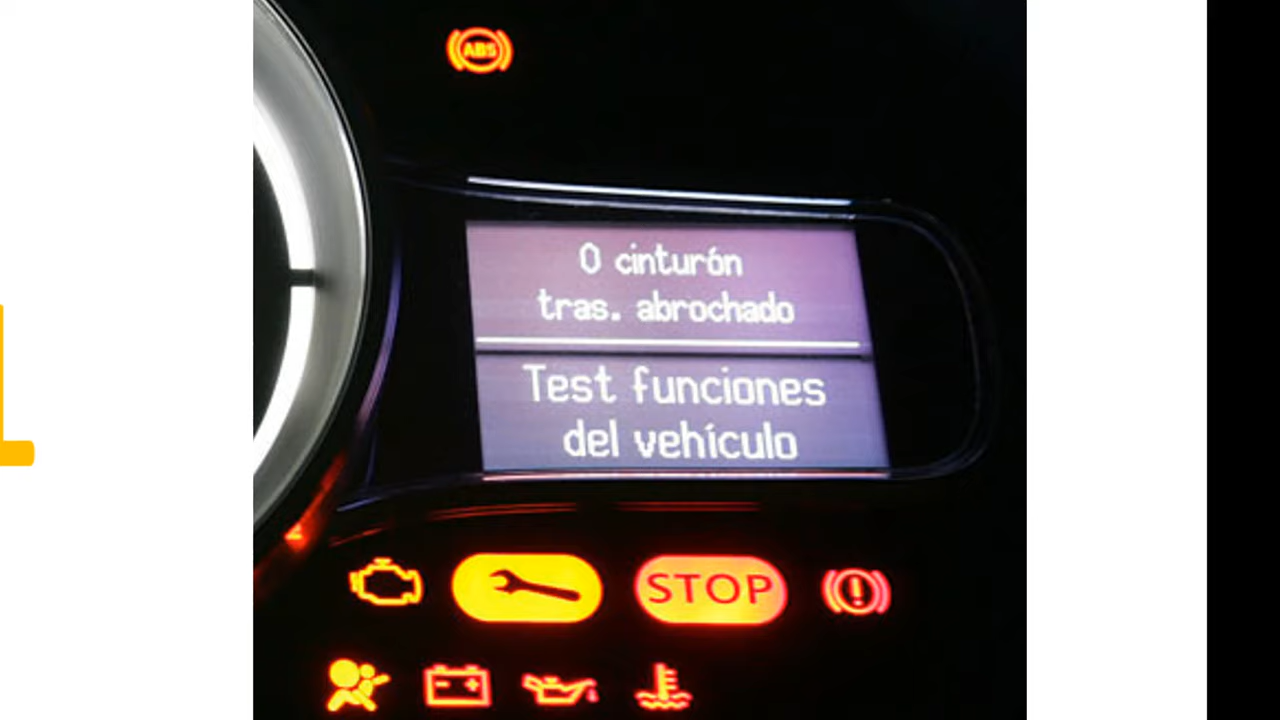 ABS
0 cinturón
tras. abrochado
Test funciones
del vehículo
STOP